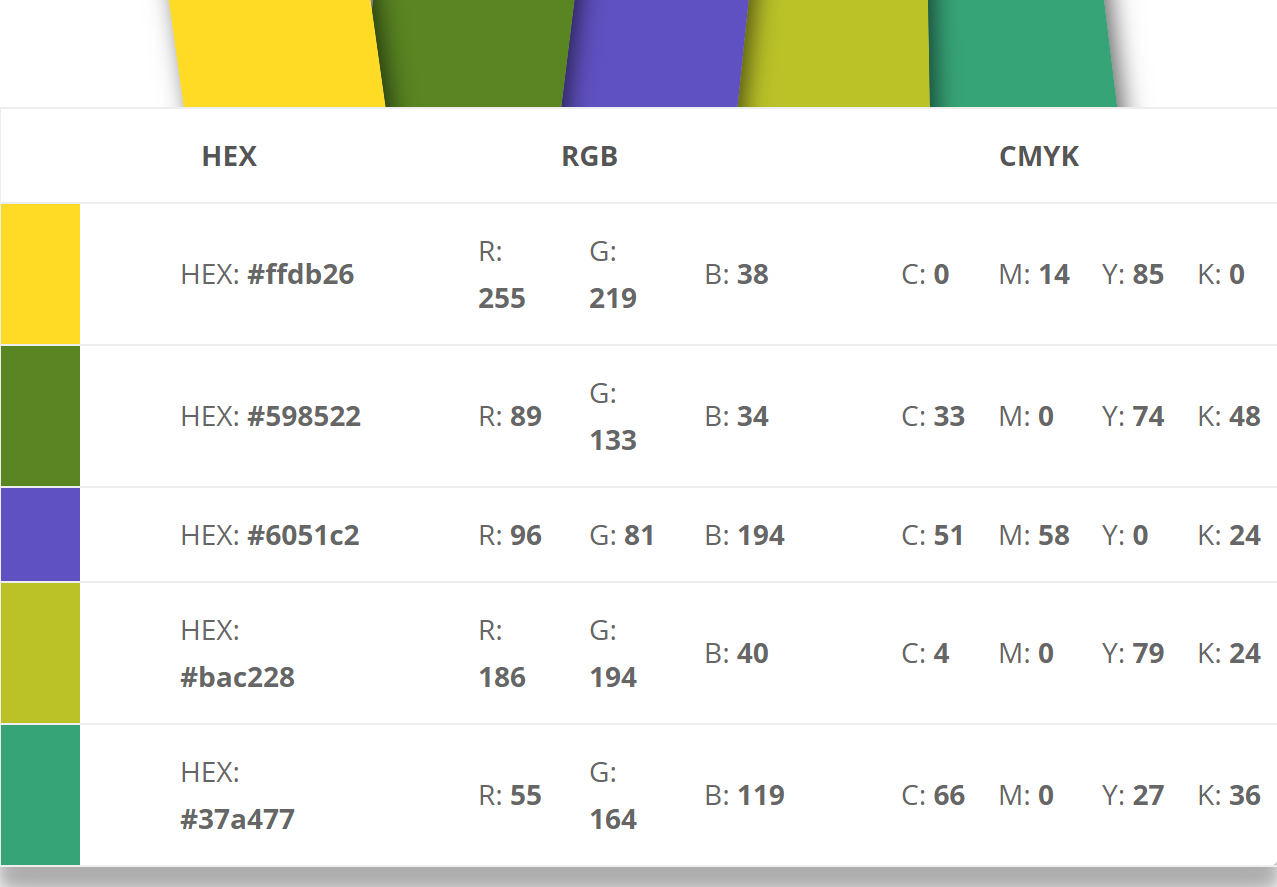 HEX RGB CMYK
HEX: #ffdb26 R: 255 G: 219 B: 38 C: 0 M: 14 Y: 85 K: 0
HEX: #598522 R: 89 G: 133 B: 34 C: 33 M: 0 Y: 74 K: 48
HEX: #6051c2 R: 96 G: 81 B: 194 C: 51 M: 58 Y: 0 K: 24
HEX: #bac228 R: 186 G: 194 B: 40 C: 4 M: 0 Y: 79 K: 24
HEX: #37a477 R: 55 G: 164 B: 119 C: 66 M: 0 Y: 27 K: 36